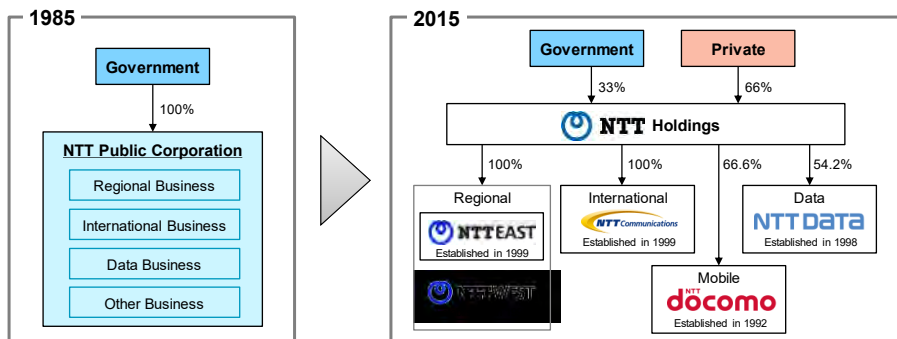 1985
Government
100%
NTT Public Corporation
Regional Business
International Business
Data Business
Other Business
2015
Government
Private
33%
66%
NTT Holdings
100%
100%
66.6%
54.2%
Regional
NTT EAST
Established in 1999
NTT WEST
International
NTT Communications
Established in 1999
Data
NTT DATA
Established in 1998
Mobile
NTT
docomo
Established in 1992